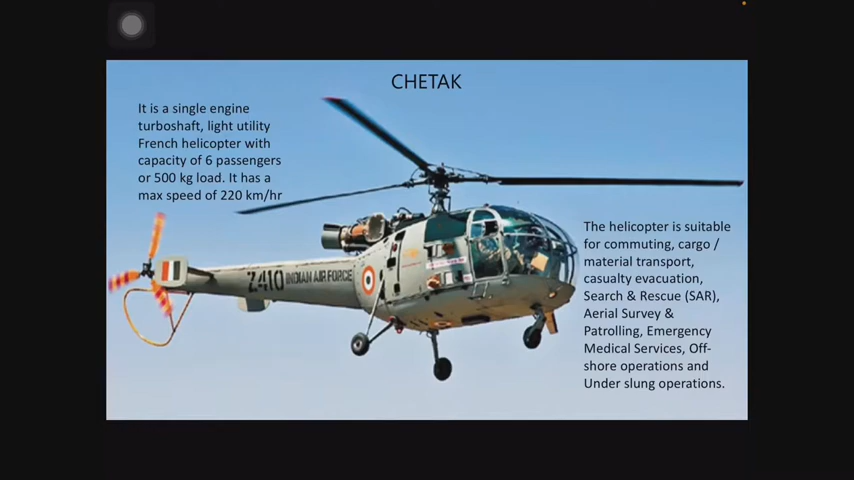 CHETAK
It is a single engine
turboshaft, light utility
French helicopter with
capacity of 6 passengers
or 500 kg load. It has a
max speed of 220 km/hr
The helicopter is suitable
for commuting, cargo /
material transport,
casualty evacuation,
Search & Rescue (SAR),
Aerial Survey &
Patrolling, Emergency
Medical Services, Off-
shore operations and
Under slung operations.
Z410 INDIAN AIR FORCE